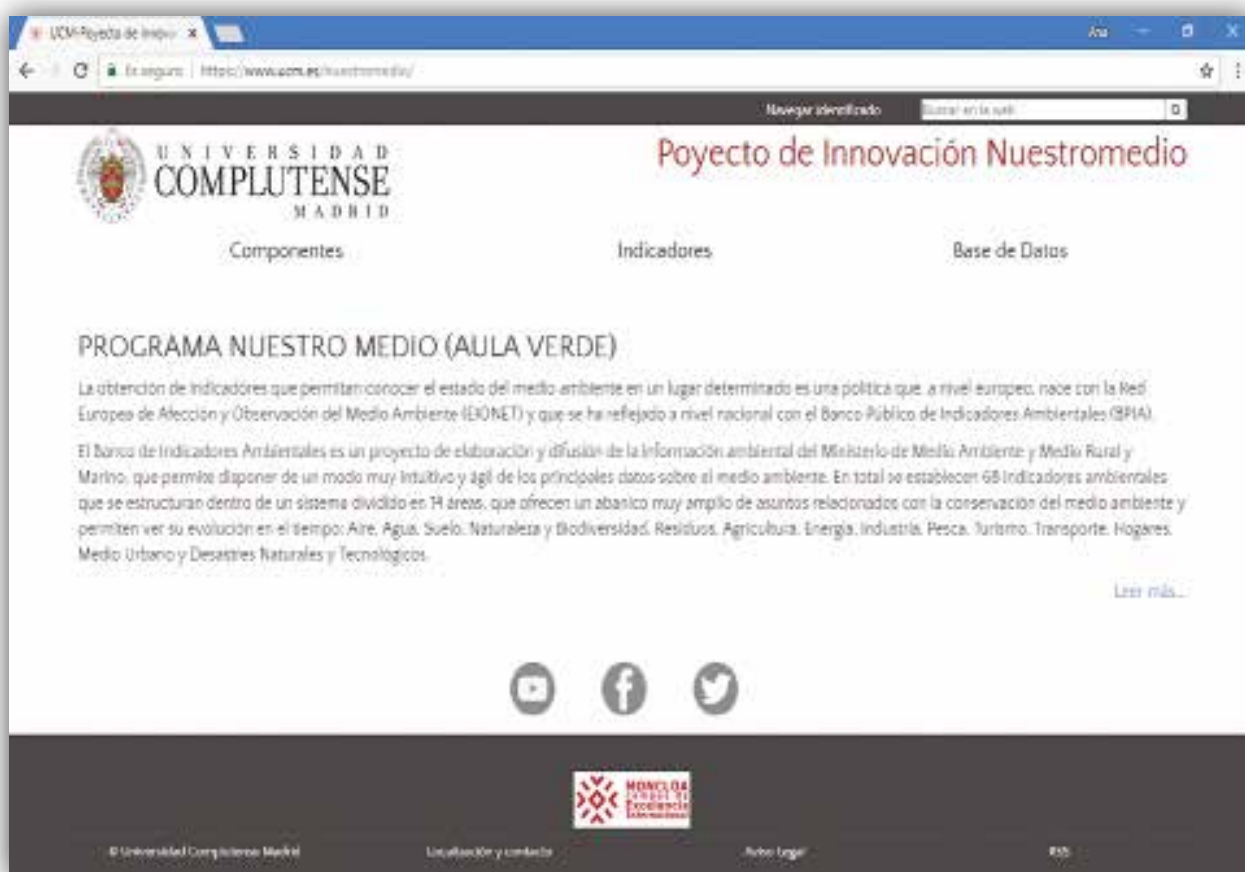 UCM-Poyecto de Innov
Ana
Es seguro https://www.ucm.es/nuestromedio/
Navegar identificado Buscar en la web
UNIVERSIDAD
COMPLUTENSE
MADRID
Poyecto de Innovación Nuestromedio
Componentes Indicadores Base de Datos
PROGRAMA NUESTRO MEDIO (AULA VERDE)
La obtención de indicadores que permitan conocer el estado del medio ambiente en un lugar determinado es una política que, a nivel europeo, nace con la Red
Europea de Afección y Observación del Medio Ambiente (EIONET) y que se ha reflejado a nivel nacional con el Banco Público de Indicadores Ambientales (BPIA).
El Banco de Indicadores Ambientales es un proyecto de elaboración y difusión de la información ambiental del Ministerio de Medio Ambiente y Medio Rural y
Marino, que permite disponer de un modo muy intuitivo y ágil de los principales datos sobre el medio ambiente. En total se establecen 68 indicadores ambientales
que se estructuran dentro de un sistema dividido en 14 áreas, que ofrecen un abanico muy amplio de asuntos relacionados con la conservación del medio ambiente y
permiten ver su evolución en el tiempo: Aire, Agua, Suelo, Naturaleza y Biodiversidad, Residuos, Agricultura, Energía, Industria, Pesca, Turismo, Transporte, Hogares,
Medio Urbano y Desastres Naturales y Tecnológicos.
Leer más...
MONCLOA
Campus de
Excelencia
Internacional
© Universidad Complutense Madrid Localización y contacto Aviso Legal RSS